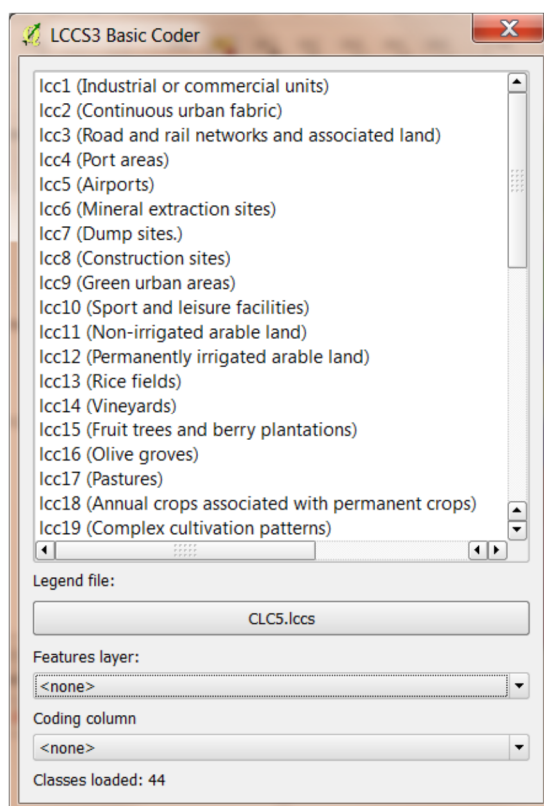 LCCS3 Basic Coder
lcc1 (Industrial or commercial units)
lcc2 (Continuous urban fabric)
lcc3 (Road and rail networks and associated land)
lcc4 (Port areas)
lcc5 (Airports)
lcc6 (Mineral extraction sites)
lcc7 (Dump sites.)
lcc8 (Construction sites)
lcc9 (Green urban areas)
lcc10 (Sport and leisure facilities)
lcc11 (Non-irrigated arable land)
lcc12 (Permanently irrigated arable land)
lcc13 (Rice fields)
lcc14 (Vineyards)
lcc15 (Fruit trees and berry plantations)
lcc16 (Olive groves)
lcc17 (Pastures)
lcc18 (Annual crops associated with permanent crops)
lcc19 (Complex cultivation patterns)
Legend file:
CLC5.lccs
Features layer:
<none>
Coding column
<none>
Classes loaded: 44